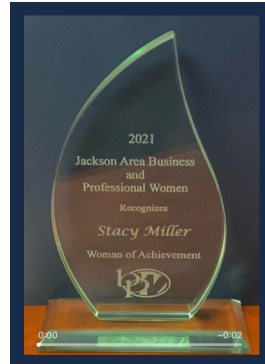 2021
Jackson Area Business
and
Professional Women
Recognizes
Stacy Miller
Woman of Achievement
bpw
0:00
-0:02